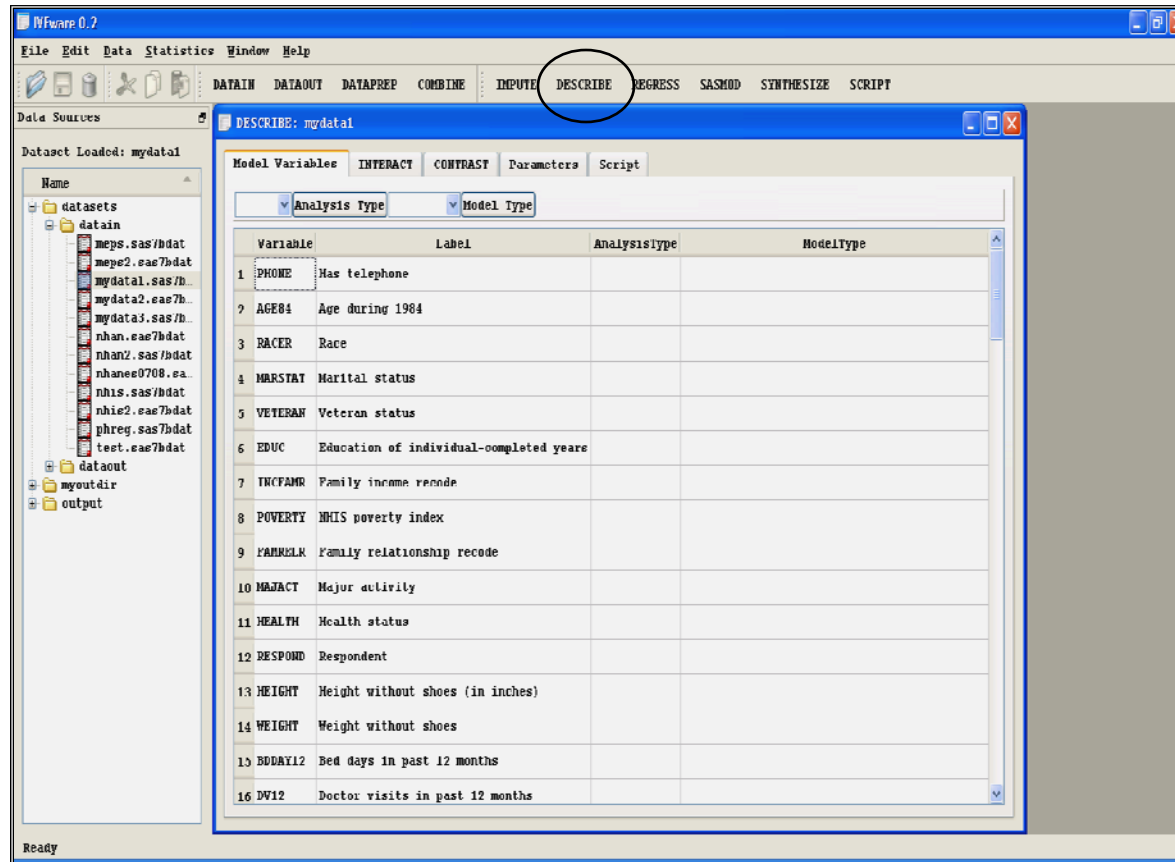 IVEware 0.2
File Edit Data Statistics Window Help
DATAIN DATAOUT DATAPREP COMBINE IMPUTE DESCRIBE REGRESS SASMOD SYNTHESIZE SCRIPT
Data Sources
Dataset Loaded: mydata1
Name
datasets
datain
meps.sas7bdat
meps2.sas7bdat
mydata1.sas7b...
mydata2.sas7b...
mydata3.sas7b...
nhan.sas7bdat
nhan2.sas7bdat
nhanes0708.sa...
nhis.sas7bdat
nhis2.sas7bdat
phreg.sas7bdat
test.sas7bdat
dataout
myoutdir
output
DESCRIBE: mydata1
Model Variables INTERACT CONTRAST Parameters Script
Analysis Type Model Type
Variable Label AnalysisType ModelType
1 PHONE Has telephone
2 AGE84 Age during 1984
3 RACER Race
4 MARSTAT Marital status
5 VETERAN Veteran status
6 EDUC Education of individual-completed years
7 INCFAMR Family income recode
8 POVERTY NHIS poverty index
9 FAMRELR Family relationship recode
10 MAJACT Major activity
11 HEALTH Health status
12 RESPOND Respondent
13 HEIGHT Height without shoes (in inches)
14 WEIGHT Weight without shoes
15 BDDAY12 Bed days in past 12 months
16 DV12 Doctor visits in past 12 months
Ready